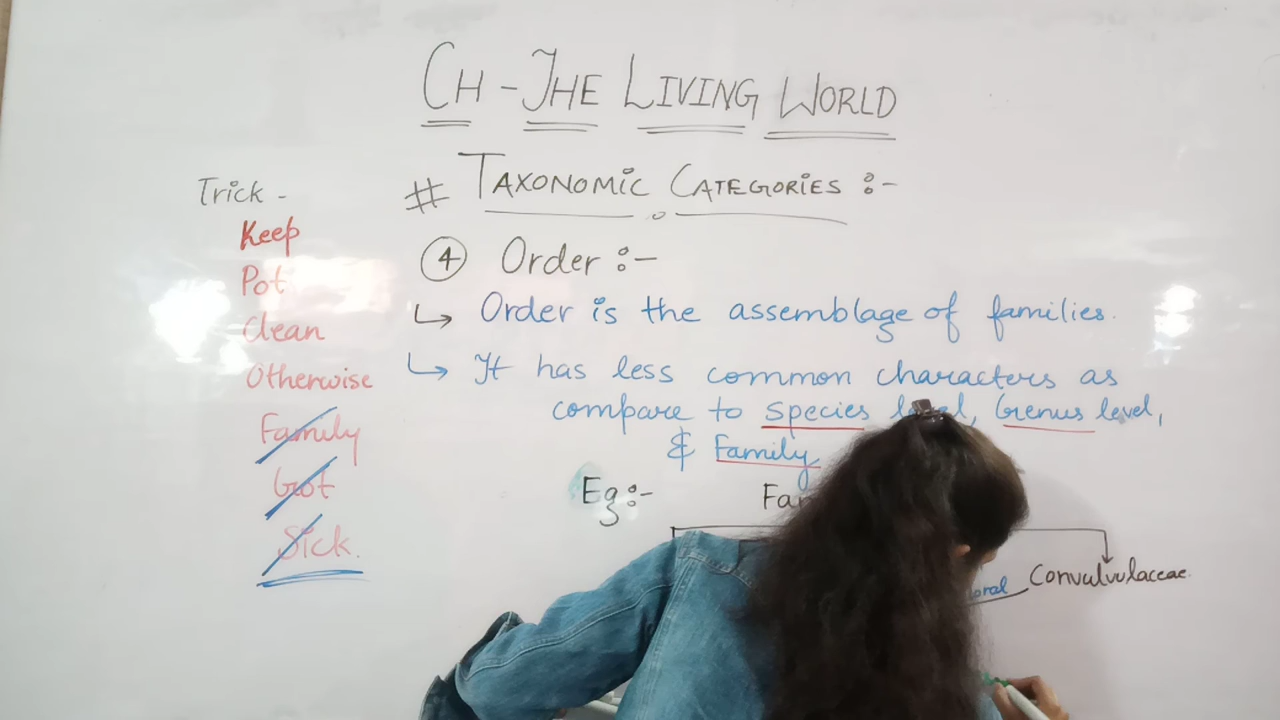 CH - THE LIVING WORLD
# TAXONOMIC CATEGORIES :-
Trick -
Keep
Pot
Clean
Otherwise
Family
Got
Sick.
④ Order :-
↳ Order is the assemblage of families.
↳ It has less common characters as
compare to species level, Genus level,
& Family
Eg :-
Convulvulaceae.